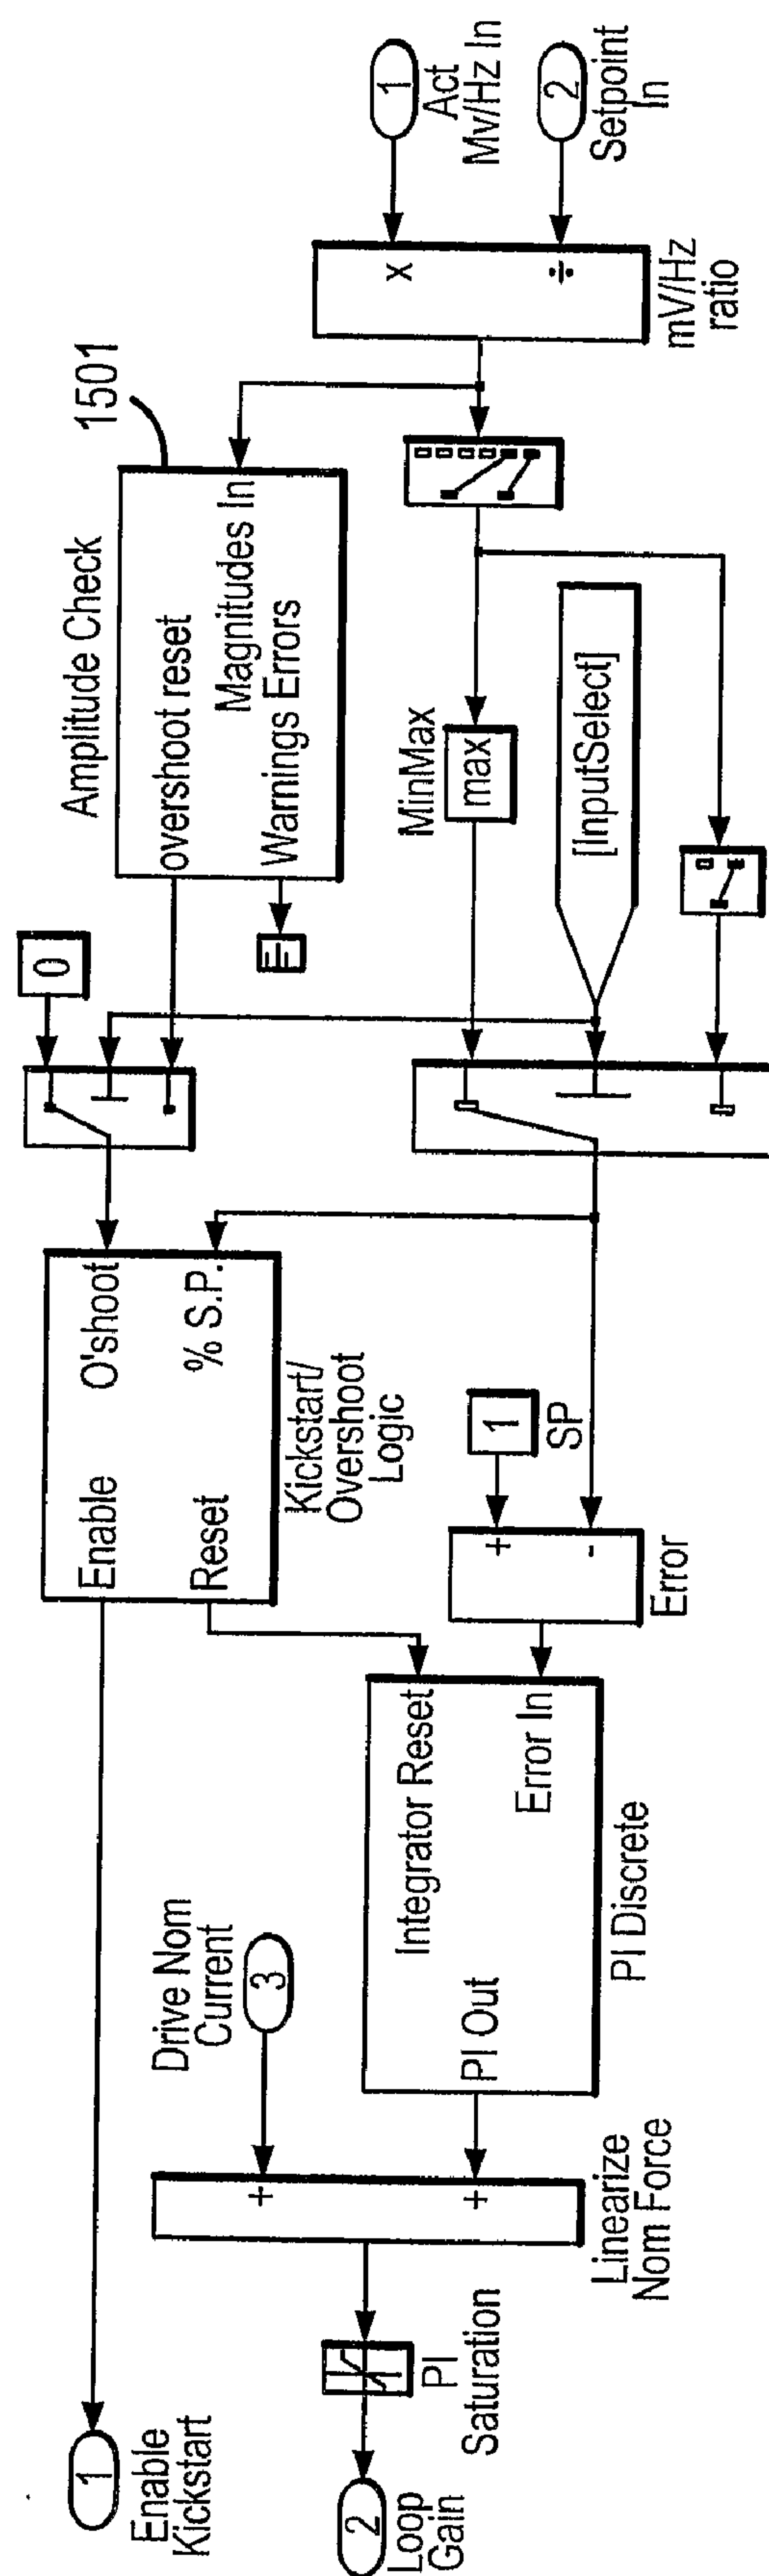 1
Enable
Kickstart
2
Loop
Gain
PI
Saturation
+
+
Linearize
Nom Force
Drive Nom
Current
3
PI Out
Integrator Reset
Error In
PI Discrete
Enable
Reset
O'shoot
% S.P.
Kickstart/
Overshoot
Logic
+
-
Error
1
SP
0
Amplitude Check
overshoot reset
Magnitudes In
Warnings Errors
1501
MinMax
max
[InputSelect]
x
÷
mV/Hz
ratio
1
Act
Mv/Hz In
2
Setpoint
In